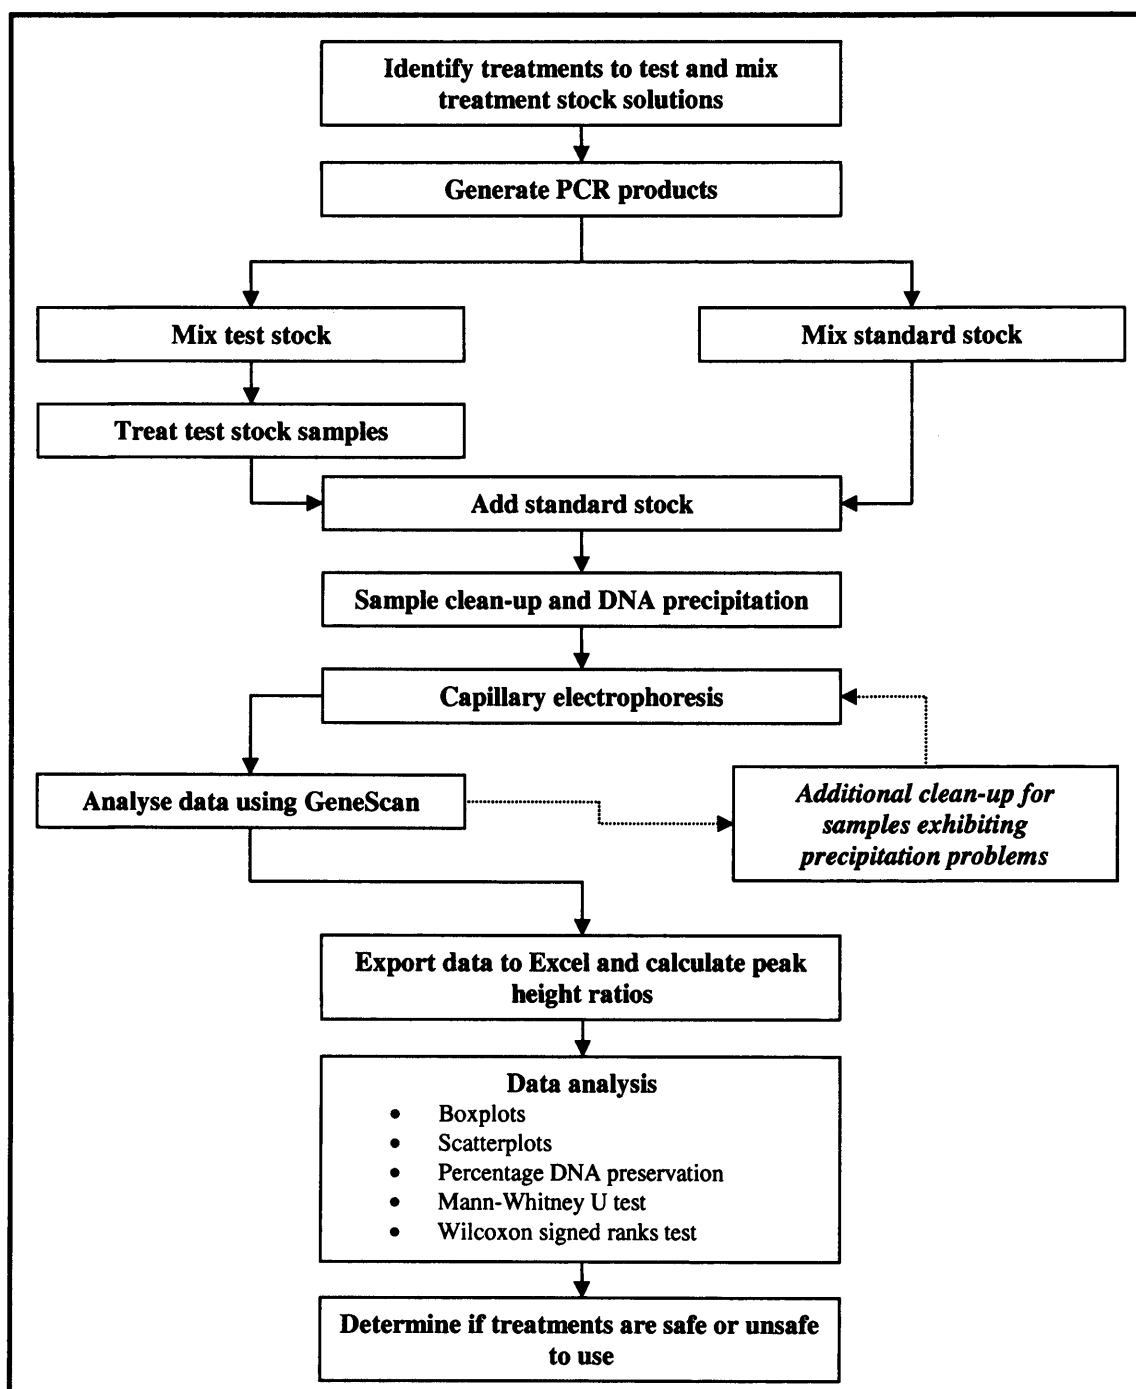 Identify treatments to test and mix
treatment stock solutions
Generate PCR products
Mix test stock
Mix standard stock
Treat test stock samples
Add standard stock
Sample clean-up and DNA precipitation
Capillary electrophoresis
Analyse data using GeneScan
Additional clean-up for
samples exhibiting
precipitation problems
Export data to Excel and calculate peak
height ratios
Data analysis
• Boxplots
• Scatterplots
• Percentage DNA preservation
• Mann-Whitney U test
• Wilcoxon signed ranks test
Determine if treatments are safe or unsafe
to use